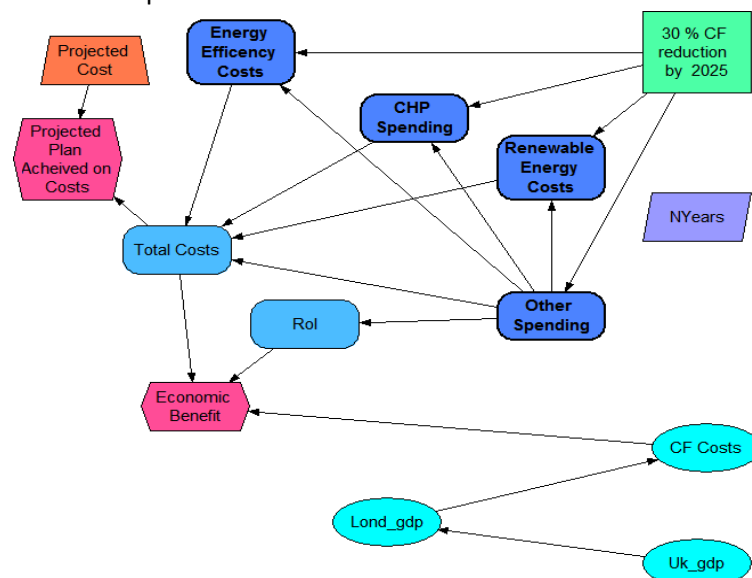 Energy
Efficency
Costs
30 % CF
reduction
by 2025
Projected
Cost
CHP
Spending
Projected
Plan
Acheived on
Costs
Renewable
Energy
Costs
NYears
Total Costs
Other
Spending
RoI
Economic
Benefit
CF Costs
Lond_gdp
Uk_gdp